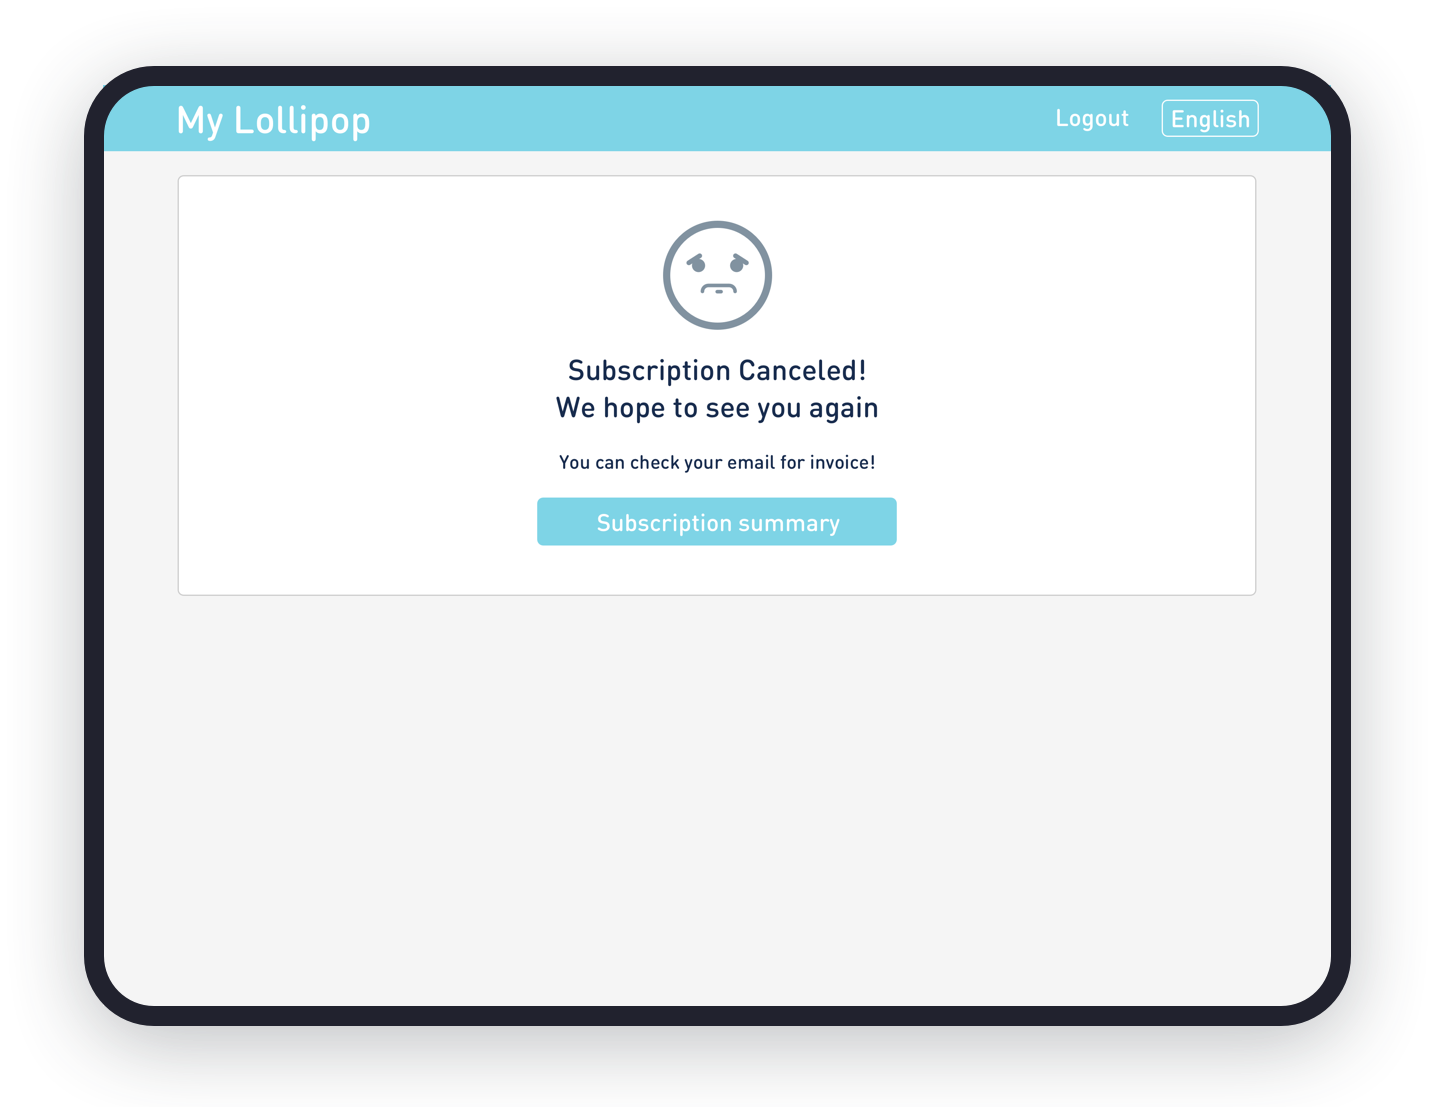 My Lollipop
Logout
English
Subscription Canceled!
We hope to see you again
You can check your email for invoice!
Subscription summary